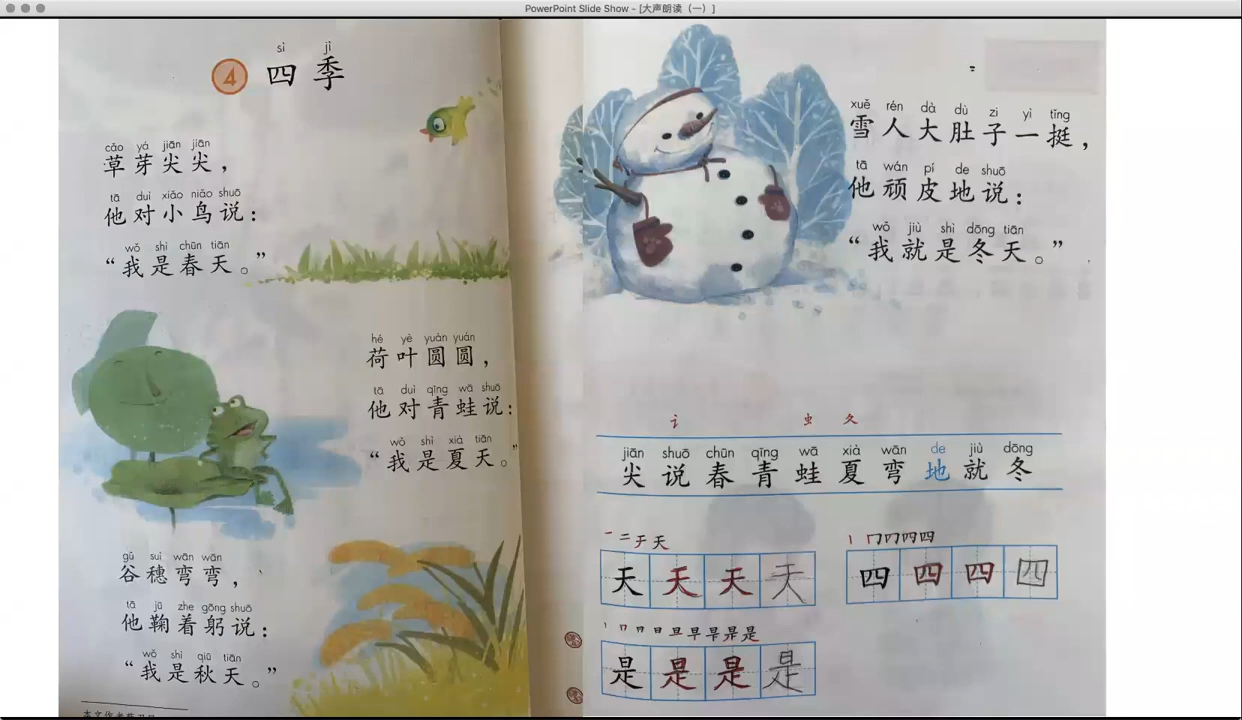 PowerPoint Slide Show - [大声朗读（一）]
sì jì
4 四季
cǎo yá jiān jiān
草芽尖尖，
tā duì xiǎo niǎo shuō
他对小鸟说：
wǒ shì chūn tiān
“我是春天。”
hé yè yuán yuán
荷叶圆圆，
tā duì qīng wā shuō
他对青蛙说：
wǒ shì xià tiān
“我是夏天。”
gǔ suì wān wān
谷穗弯弯，
tā jū zhe gōng shuō
他鞠着躬说：
wǒ shì qiū tiān
“我是秋天。”
xuě rén dà dù zi yì tǐng
雪人大肚子一挺，
tā wán pí de shuō
他顽皮地说：
wǒ jiù shì dōng tiān
“我就是冬天。”
讠 虫 夂
jiān shuō chūn qīng wā xià wān de jiù dōng
尖 说 春 青 蛙 夏 弯 地 就 冬
天 天 天 天
四 四 四 四
是 是 是 是